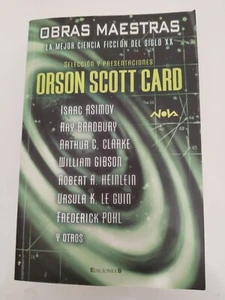 OBRAS MAESTRAS
LA MEJOR CIENCIA FICCIÓN DEL SIGLO XX
SELECCIÓN Y PRESENTACIONES
ORSON SCOTT CARD
ISAAC ASIMOV
RAY BRADBURY
ARTHUR C. CLARKE
WILLIAM GIBSON
ROBERT A. HEINLEIN
URSULA K. LE GUIN
FREDERICK POHL
Y OTROS
NOVA
EDICIONES B